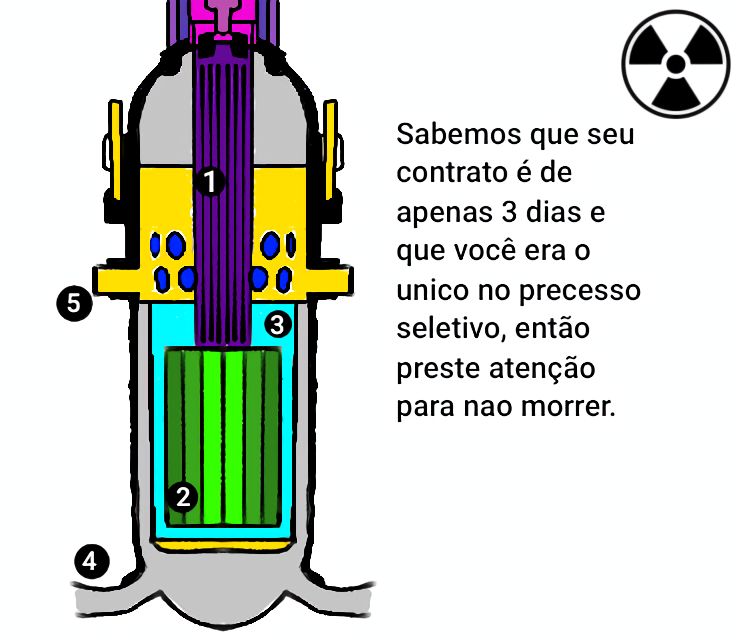 Sabemos que seu
contrato é de
apenas 3 dias e
que você era o
unico no precesso
seletivo, então
preste atenção
para nao morrer.
1
5
3
2
4